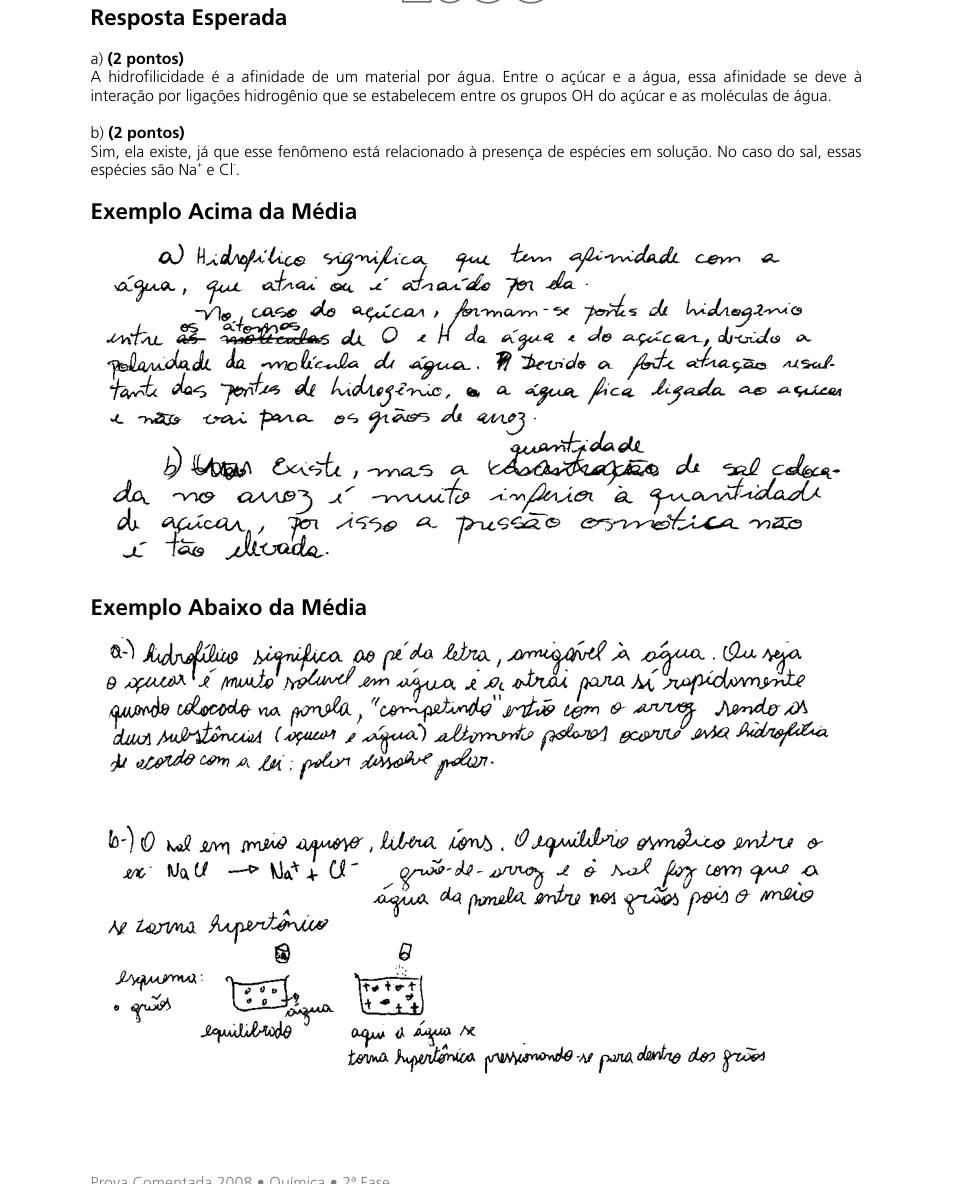 Resposta Esperada
a) (2 pontos)
A hidrofilicidade é a afinidade de um material por água. Entre o açúcar e a água, essa afinidade se deve à
interação por ligações hidrogênio que se estabelecem entre os grupos OH do açúcar e as moléculas de água.
b) (2 pontos)
Sim, ela existe, já que esse fenômeno está relacionado à presença de espécies em solução. No caso do sal, essas
espécies são Na⁺ e Cl⁻.
Exemplo Acima da Média
a) Hidrofílico significa que tem afinidade com a
água, que atrai ou é atraído por ela.
No caso do açúcar, formam-se pontes de hidrogênio
entre os átomos de O e H da água e do açúcar, devido a
polaridade da molécula de água. Devido a forte atração resul-
tante das pontes de hidrogênio, a água fica ligada ao açúcar
e não vai para os grãos de arroz.
b) Existe, mas a quantidade de sal coloca-
da no arroz é muito inferior à quantidade
de açúcar, por isso a pressão osmótica não
é tão elevada.
Exemplo Abaixo da Média
a-) hidrofílico significa ao pé da letra, amigável à água. Ou seja
o açucar é muito solúvel em água e a atrai para sí rapidamente
quando colocado na panela, "competindo" então com o arroz sendo as
duas substâncias (açucar e água) altamente polares ocorre essa hidrofilia
de acordo com a lei: polar dissolve polar.
b-) O sal em meio aquoso, libera íons. O equilíbrio osmótico entre o
ex: NaCl → Na⁺ + Cl⁻ grão-de-arroz e o sal faz com que a
água da panela entre nos grãos pois o meio
se torna hipertônico
esquema:
• grãos
água
equilibrado
aqui a água se
torna hipertônica pressionando-se para dentro dos grãos
Prova Comentada 2008 • Química • 2ª Fase